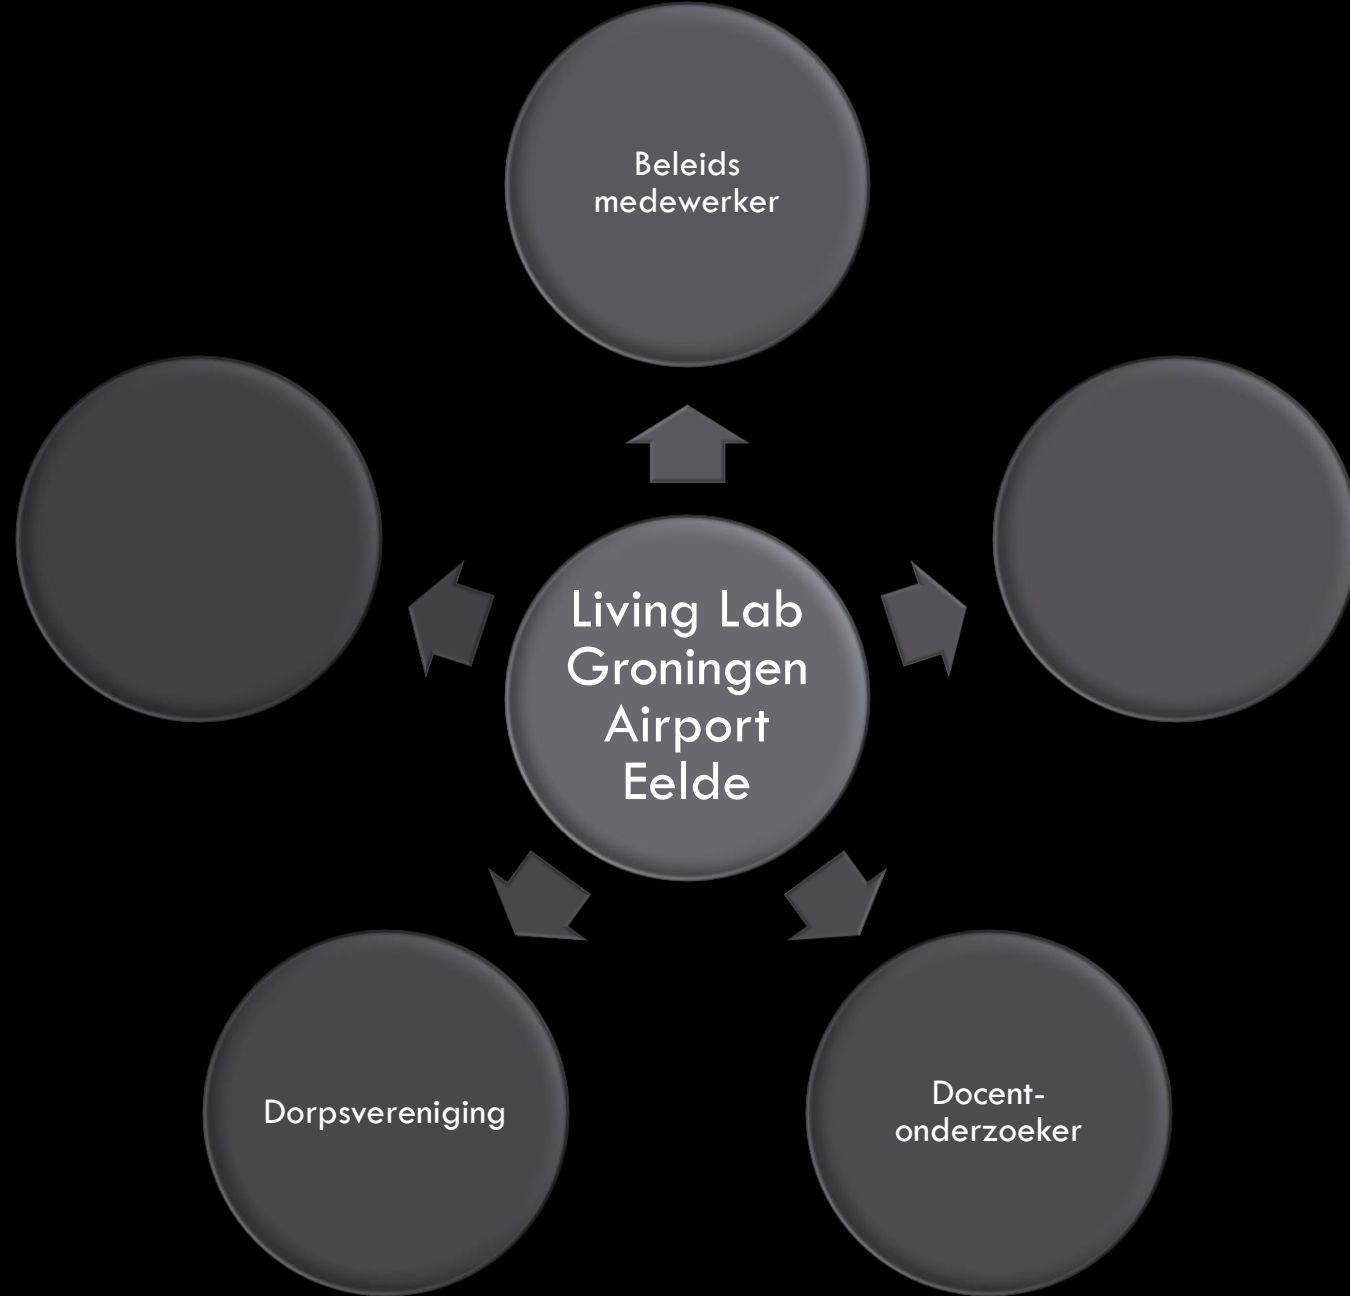 Beleids
medewerker
Living Lab
Groningen
Airport
Eelde
Dorpsvereniging
Docent-
onderzoeker